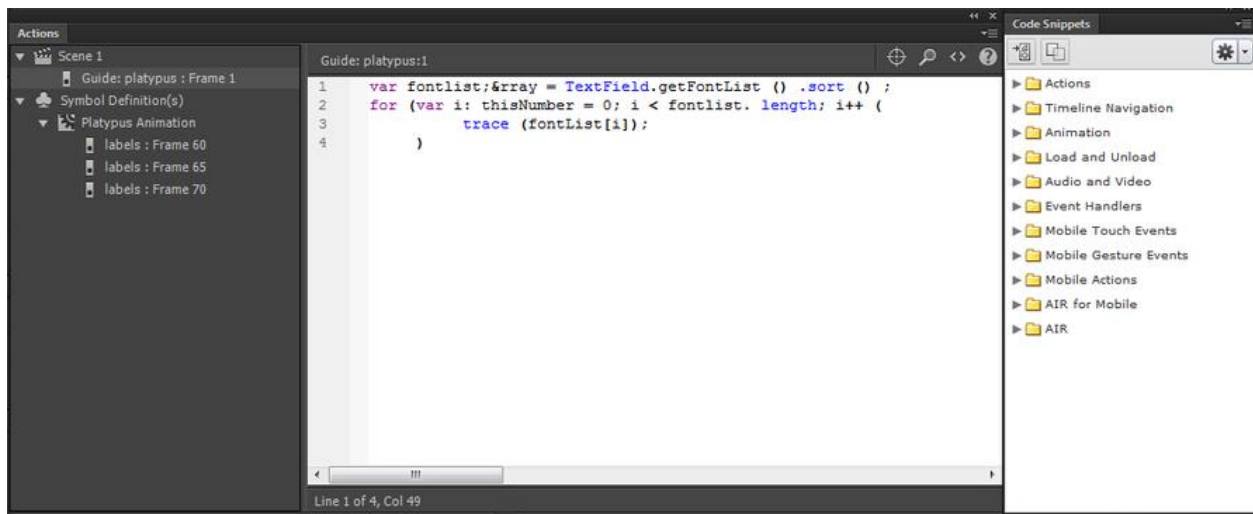 Actions
Scene 1
Guide: platypus : Frame 1
Symbol Definition(s)
Platypus Animation
labels : Frame 60
labels : Frame 65
labels : Frame 70
Guide: platypus:1
1 var fontlist;&rray = TextField.getFontList () .sort () ;
2 for (var i: thisNumber = 0; i < fontlist. length; i++ (
3 trace (fontList[i]);
4 )
Line 1 of 4, Col 49
Code Snippets
Actions
Timeline Navigation
Animation
Load and Unload
Audio and Video
Event Handlers
Mobile Touch Events
Mobile Gesture Events
Mobile Actions
AIR for Mobile
AIR